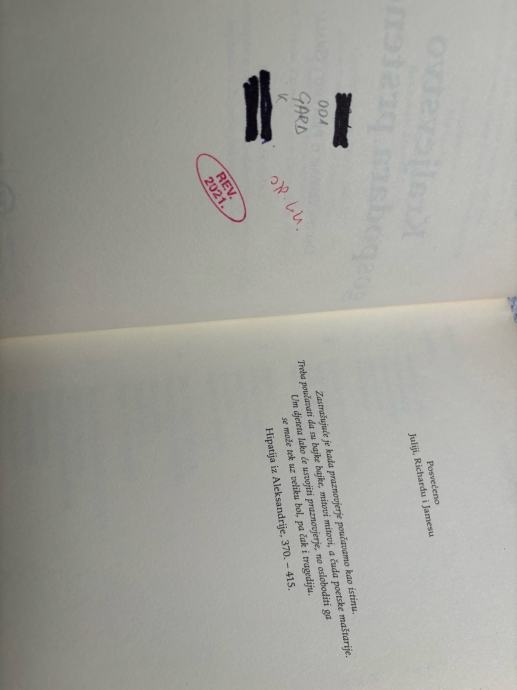 001
GARD
K
REV.
2021.
Posvećeno
Juliji, Richardu i Jamesu
Zastrašujuće je kada praznovjerje poučavamo kao istinu.
Treba poučavati da su bajke bajke, mitovi mitovi, a čuda poetske maštarije.
Um djeteta lako će usvojiti praznovjerje, no osloboditi ga
se može tek uz veliku bol, pa čak i tragediju.
Hipatija iz Aleksandrije, 370. – 415.